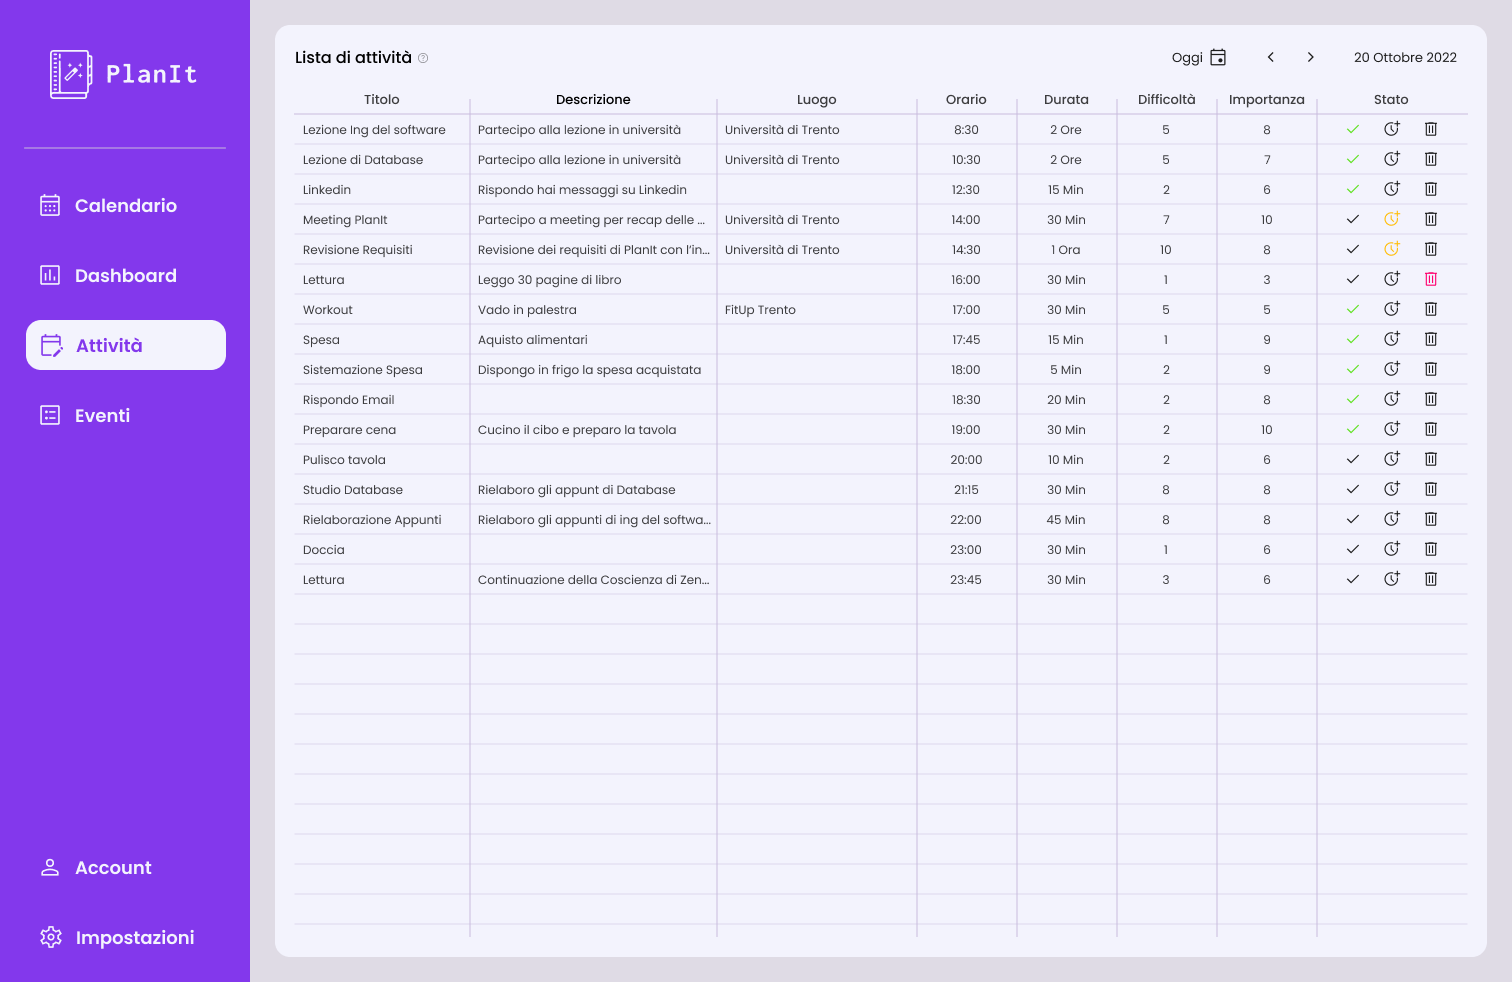 PlanIt
Calendario
Dashboard
Attività
Eventi
Account
Impostazioni
Lista di attività
Oggi 20 Ottobre 2022
Titolo Descrizione Luogo Orario Durata Difficoltà Importanza Stato
Lezione Ing del software Partecipo alla lezione in università Università di Trento 8:30 2 Ore 5 8
Lezione di Database Partecipo alla lezione in università Università di Trento 10:30 2 Ore 5 7
Linkedin Rispondo hai messaggi su Linkedin 12:30 15 Min 2 6
Meeting PlanIt Partecipo a meeting per recap delle ... Università di Trento 14:00 30 Min 7 10
Revisione Requisiti Revisione dei requisiti di PlanIt con l'in... Università di Trento 14:30 1 Ora 10 8
Lettura Leggo 30 pagine di libro 16:00 30 Min 1 3
Workout Vado in palestra FitUp Trento 17:00 30 Min 5 5
Spesa Aquisto alimentari 17:45 15 Min 1 9
Sistemazione Spesa Dispongo in frigo la spesa acquistata 18:00 5 Min 2 9
Rispondo Email 18:30 20 Min 2 8
Preparare cena Cucino il cibo e preparo la tavola 19:00 30 Min 2 10
Pulisco tavola 20:00 10 Min 2 6
Studio Database Rielaboro gli appunt di Database 21:15 30 Min 8 8
Rielaborazione Appunti Rielaboro gli appunti di ing del softwa... 22:00 45 Min 8 8
Doccia 23:00 30 Min 1 6
Lettura Continuazione della Coscienza di Zen... 23:45 30 Min 3 6